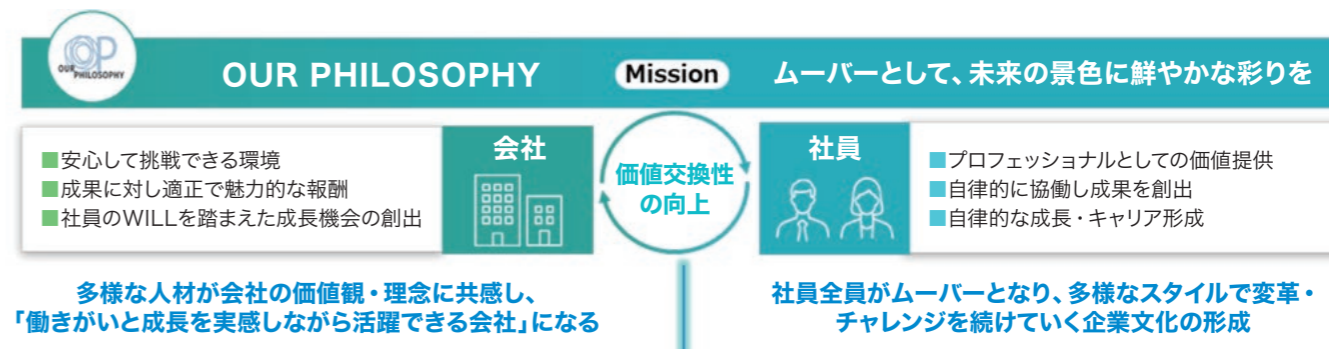 OP
OUR PHILOSOPHY
OUR PHILOSOPHY
Mission
ムーバーとして、未来の景色に鮮やかな彩りを
■安心して挑戦できる環境
■成果に対し適正で魅力的な報酬
■社員のWILLを踏まえた成長機会の創出
会社
価値交換性
の向上
社員
■プロフェッショナルとしての価値提供
■自律的に協働し成果を創出
■自律的な成長・キャリア形成
多様な人材が会社の価値観・理念に共感し、
「働きがいと成長を実感しながら活躍できる会社」になる
社員全員がムーバーとなり、多様なスタイルで変革・
チャレンジを続けていく企業文化の形成